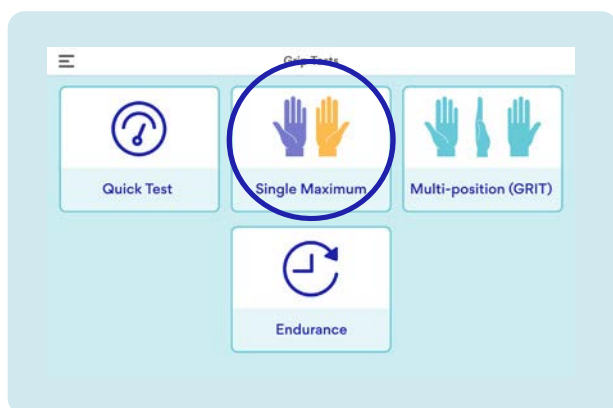 Grip Tests
Quick Test
Single Maximum
Multi-position (GRIT)
Endurance